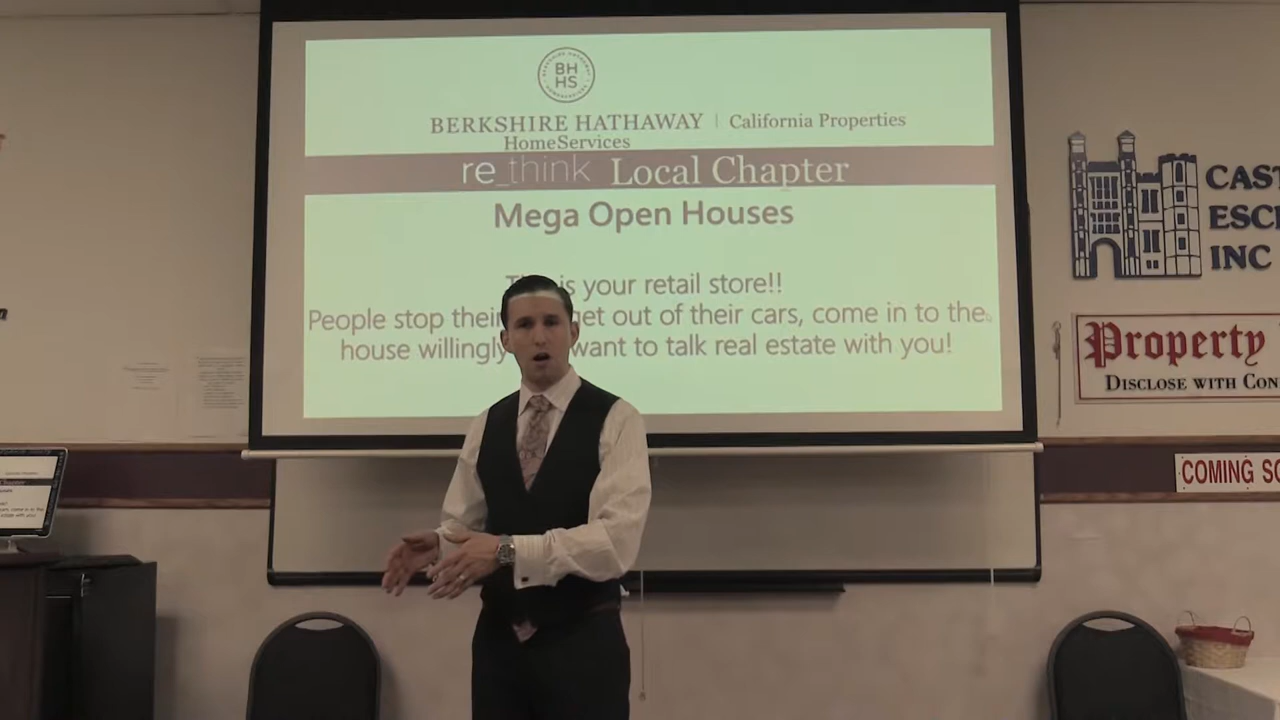 BH
HS
BERKSHIRE HATHAWAY | California Properties
HomeServices
re_think Local Chapter
Mega Open Houses
is your retail store!!
People stop their get out of their cars, come in to the
house willingly want to talk real estate with you!
CAST
ESC
INC
Property
DISCLOSE WITH CON
COMING SO